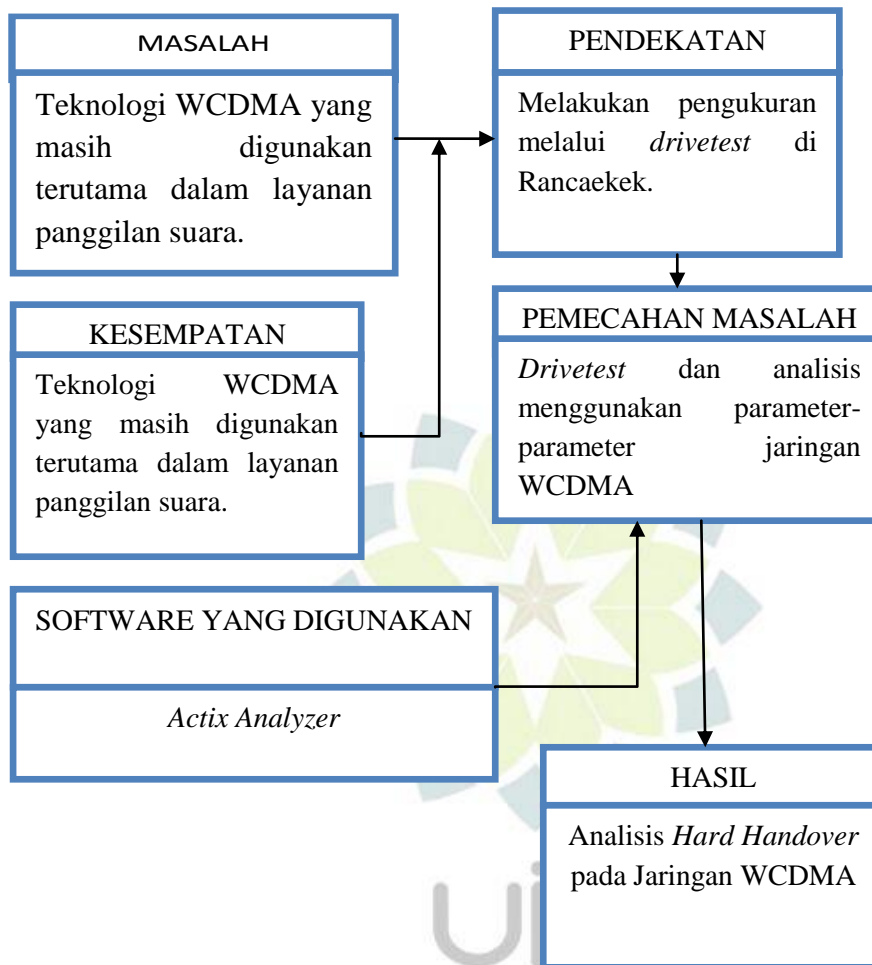 MASALAH
Teknologi WCDMA yang
masih digunakan
terutama dalam layanan
panggilan suara.
PENDEKATAN
Melakukan pengukuran
melalui drivetest di
Rancaekek.
KESEMPATAN
Teknologi WCDMA
yang masih digunakan
terutama dalam layanan
panggilan suara.
PEMECAHAN MASALAH
Drivetest dan analisis
menggunakan parameter-
parameter jaringan
WCDMA
SOFTWARE YANG DIGUNAKAN
Actix Analyzer
HASIL
Analisis Hard Handover
pada Jaringan WCDMA